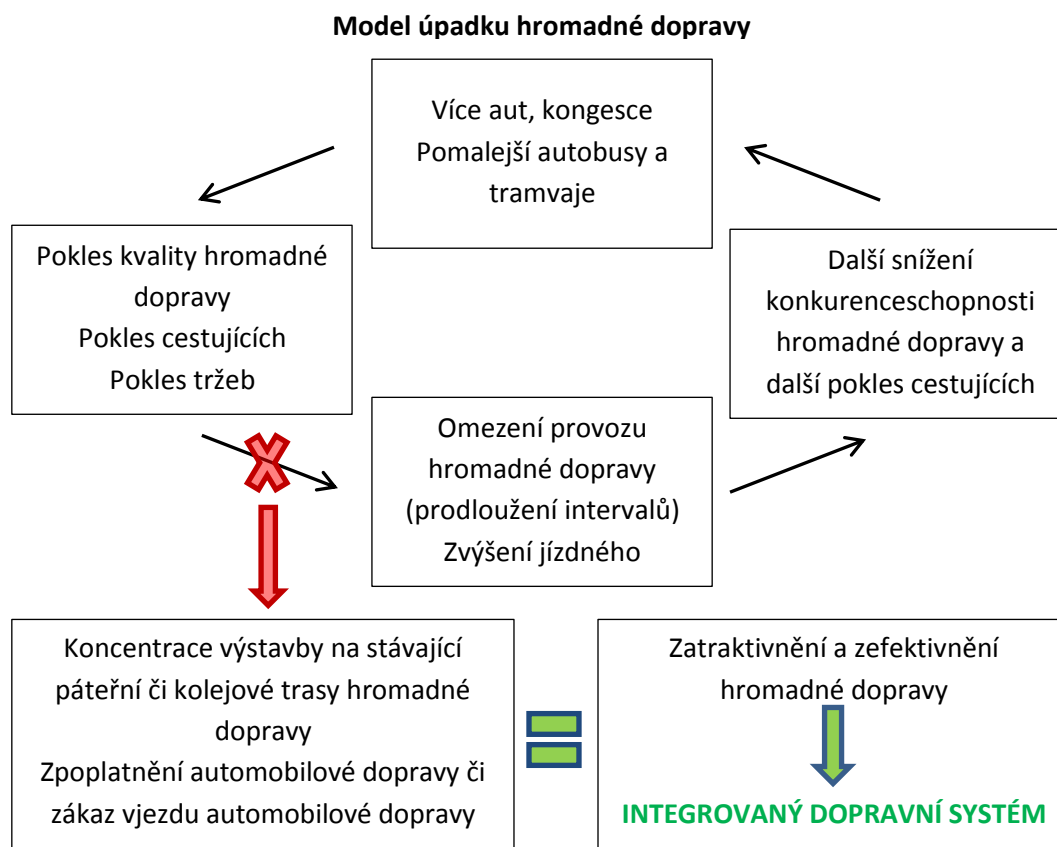 Model úpadku hromadné dopravy
Více aut, kongesce
Pomalejší autobusy a
tramvaje
Pokles kvality hromadné
dopravy
Pokles cestujících
Pokles tržeb
Další snížení
konkurenceschopnosti
hromadné dopravy a
další pokles cestujících
Omezení provozu
hromadné dopravy
(prodloužení intervalů)
Zvýšení jízdného
Koncentrace výstavby na stávající
páteřní či kolejové trasy hromadné
dopravy
Zpoplatnění automobilové dopravy či
zákaz vjezdu automobilové dopravy
Zatraktivnění a zefektivnění
hromadné dopravy
INTEGROVANÝ DOPRAVNÍ SYSTÉM